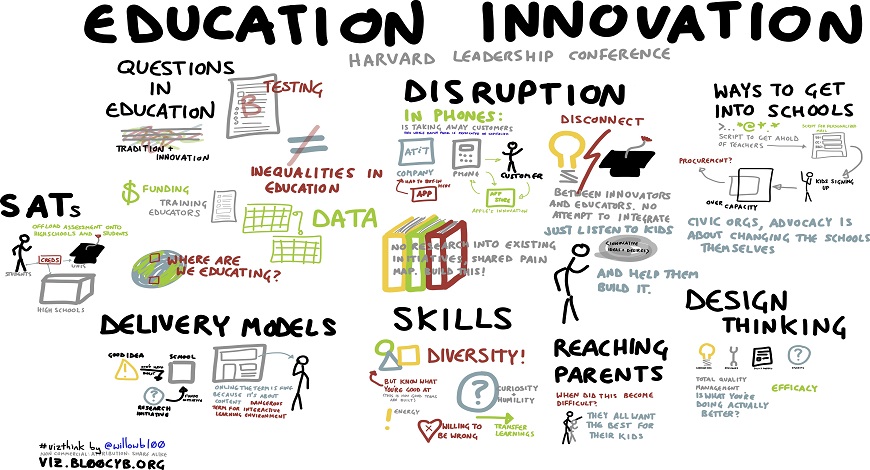 EDUCATION INNOVATION
HARVARD LEADERSHIP CONFERENCE
QUESTIONS
IN
EDUCATION
TRADITION +
INNOVATION
TESTING
B
INEQUALITIES IN
EDUCATION
$ FUNDING
TRAINING
EDUCATORS
DATA
WHERE ARE
WE EDUCATING?
SATs
OFFLOAD ASSESSMENT ONTO
HIGHSCHOOLS AND STUDENTS
STUDENTS
CREDS
UNIS
HIGH SCHOOLS
DISRUPTION
IN PHONES:
IS TAKING AWAY CUSTOMERS
AT&T
COMPANY
PHONE
CUSTOMER
APP
APP
STORE
APPLE'S INNOVATION
NO RESEARCH INTO EXISTING
INITIATIVES, SHARED PAIN
MAP. BUILD THIS!
DISCONNECT
BETWEEN INNOVATORS
AND EDUCATORS. NO
ATTEMPT TO INTEGRATE
JUST LISTEN TO KIDS
AND HELP THEM
BUILD IT.
WAYS TO GET
INTO SCHOOLS
>... *@+.*
SCRIPT TO GET AHOLD
OF TEACHERS
PROCUREMENT?
OVER CAPACITY
KIDS SIGNING
UP
CIVIC ORGS, ADVOCACY IS
ABOUT CHANGING THE SCHOOLS
THEMSELVES
DELIVERY MODELS
GOOD IDEA
SCHOOL
RESEARCH
INITIATIVE
ONLINE THE TERM IS
BECAUSE IT'S ABOUT
CONTENT DANGEROUS
TERM FOR INTERACTIVE
LEARNING ENVIRONMENT
SKILLS
DIVERSITY!
BUT KNOW WHAT
YOU'RE GOOD AT
?
CURIOSITY
+
HUMILITY
! ENERGY
WILLING TO
BE WRONG
TRANSFER
LEARNINGS
REACHING
PARENTS
WHEN DID THIS BECOME
DIFFICULT?
THEY ALL WANT
THE BEST FOR
THEIR KIDS
DESIGN
THINKING
TOTAL QUALITY
MANAGEMENT
IS WHAT YOU'RE
DOING ACTUALLY
BETTER?
EFFICACY
#vizthink by @willowbl00
NON COMMERCIAL ATTRIBUTION SHARE ALIKE
VIZ.BL00CYB.ORG